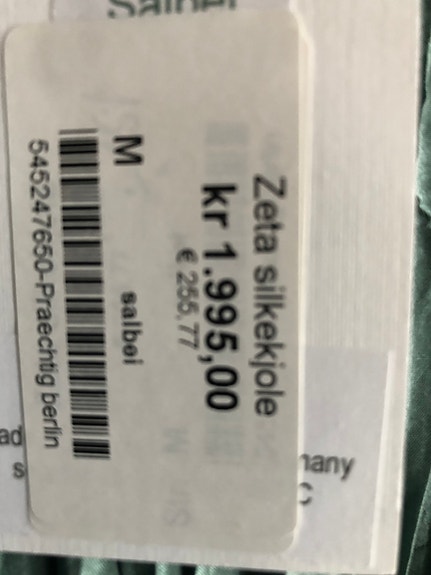 Zeta silkekjole
kr 1.995,00
€ 255,77
M salbei
545247650-Praechtig berlin